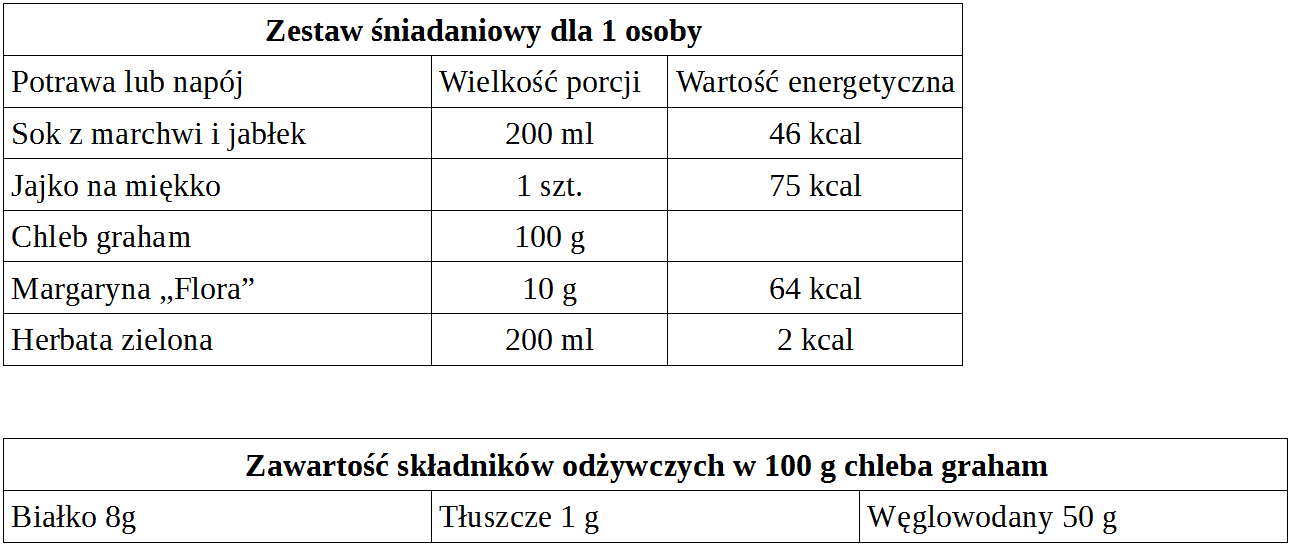 Zestaw śniadaniowy dla 1 osoby
Potrawa lub napój Wielkość porcji Wartość energetyczna
Sok z marchwi i jabłek 200 ml 46 kcal
Jajko na miękko 1 szt. 75 kcal
Chleb graham 100 g
Margaryna „Flora” 10 g 64 kcal
Herbata zielona 200 ml 2 kcal
Zawartość składników odżywczych w 100 g chleba graham
Białko 8g Tłuszcze 1 g Węglowodany 50 g